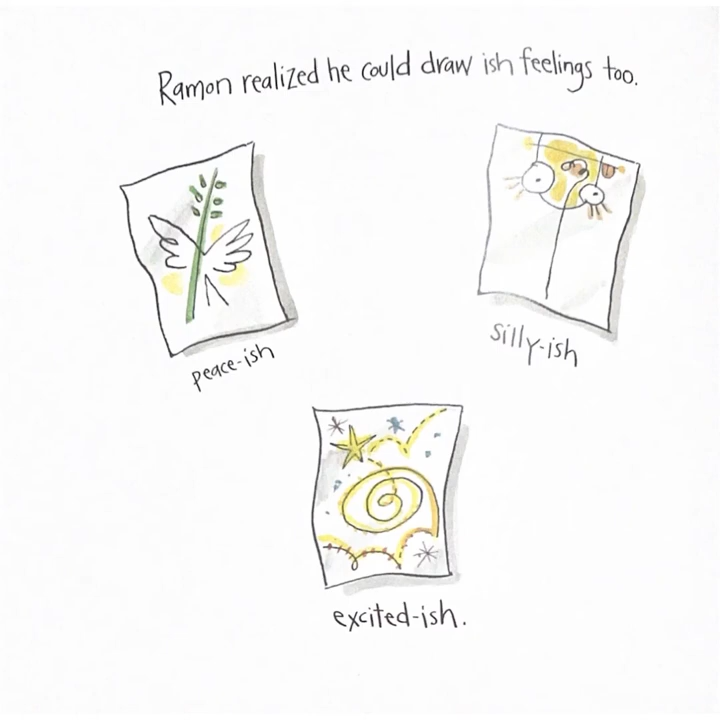 Ramon realized he could draw ish feelings too.
peace-ish
silly-ish
excited-ish.